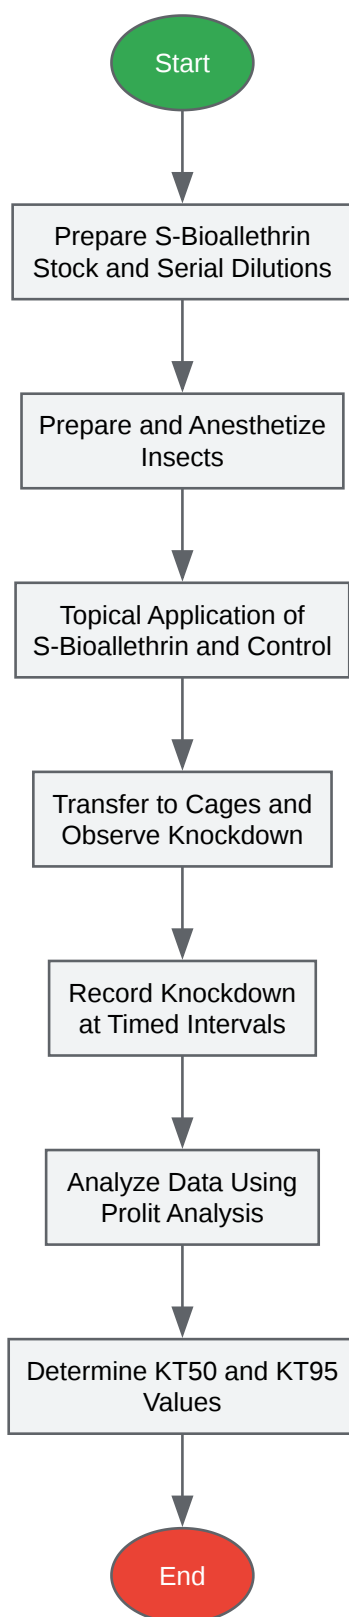 Start
Prepare S-Bioallethrin
Stock and Serial Dilutions
Prepare and Anesthetize
Insects
Topical Application of
S-Bioallethrin and Control
Transfer to Cages and
Observe Knockdown
Record Knockdown
at Timed Intervals
Analyze Data Using
Prolit Analysis
Determine KT50 and KT95
Values
End